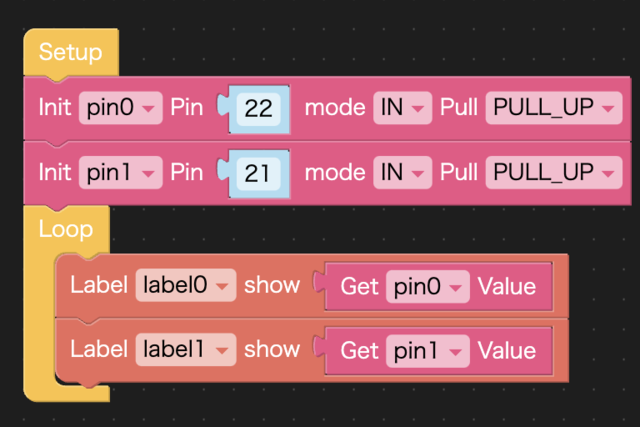 Setup
Init pin0 Pin 22 mode IN Pull PULL_UP
Init pin1 Pin 21 mode IN Pull PULL_UP
Loop
Label label0 show Get pin0 Value
Label label1 show Get pin1 Value